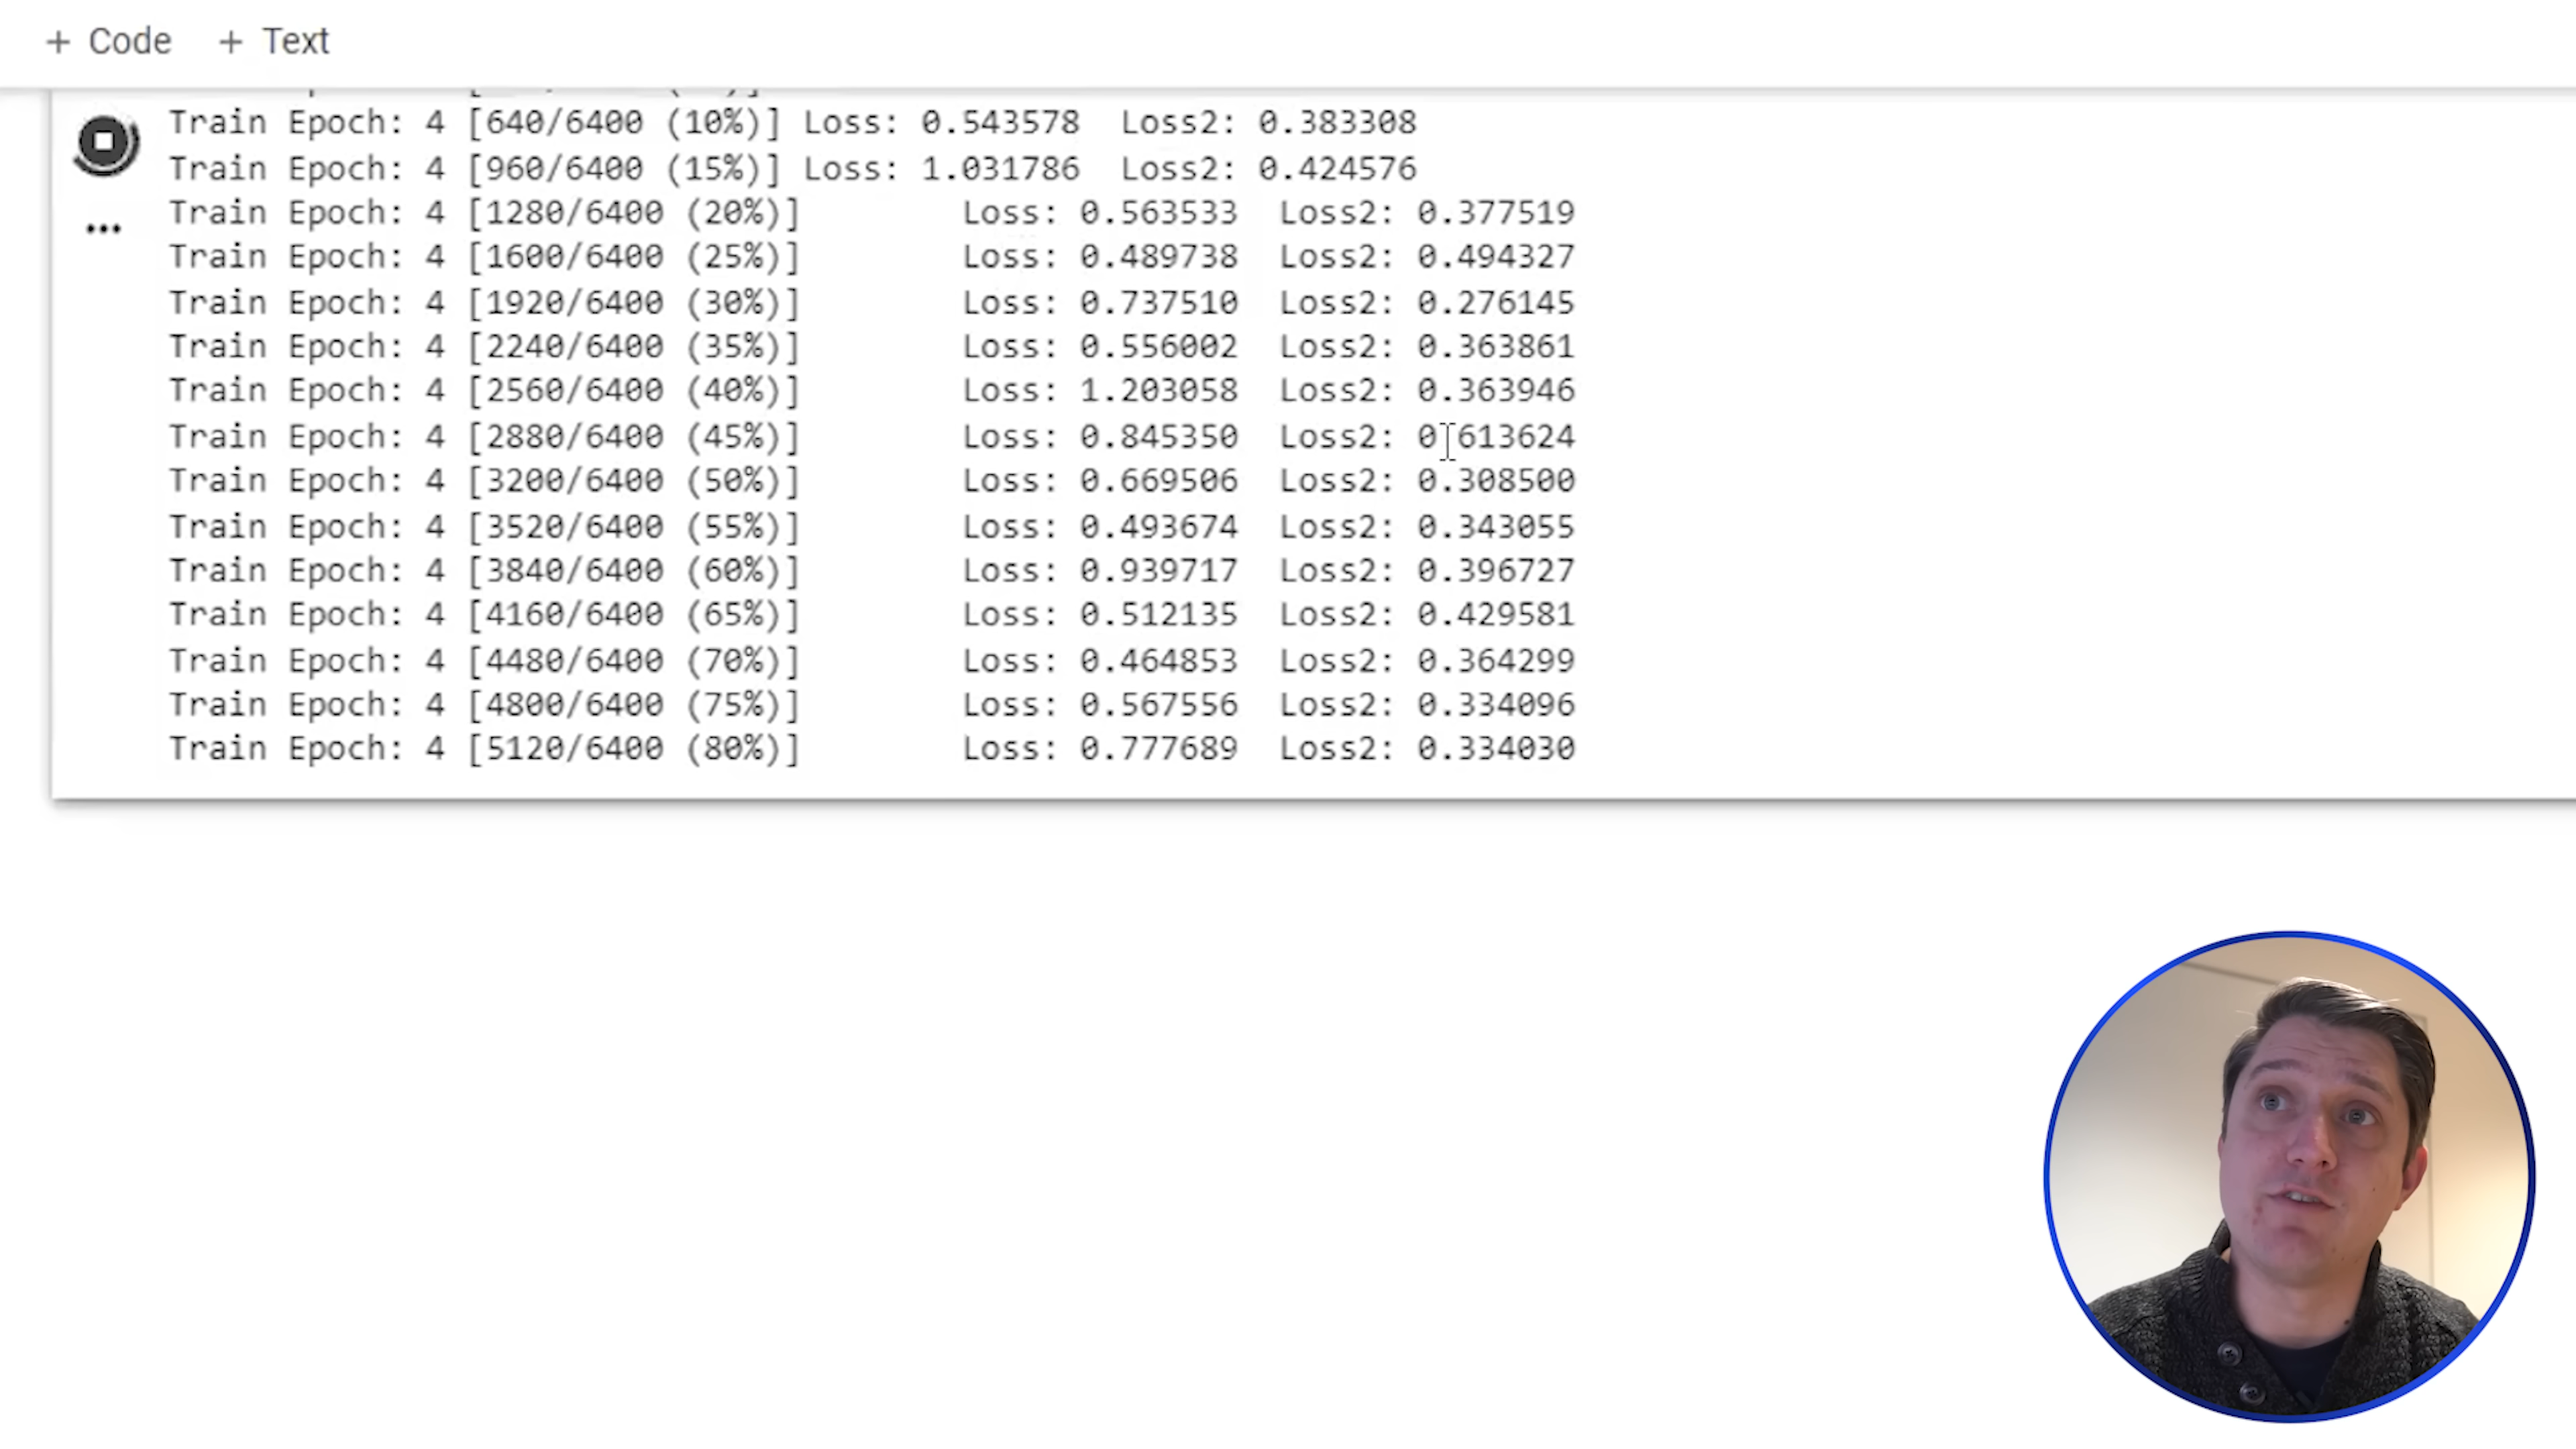 + Code + Text
Train Epoch: 4 [640/6400 (10%)] Loss: 0.543578 Loss2: 0.383308
Train Epoch: 4 [960/6400 (15%)] Loss: 1.031786 Loss2: 0.424576
Train Epoch: 4 [1280/6400 (20%)] Loss: 0.563533 Loss2: 0.377519
Train Epoch: 4 [1600/6400 (25%)] Loss: 0.489738 Loss2: 0.494327
Train Epoch: 4 [1920/6400 (30%)] Loss: 0.737510 Loss2: 0.276145
Train Epoch: 4 [2240/6400 (35%)] Loss: 0.556002 Loss2: 0.363861
Train Epoch: 4 [2560/6400 (40%)] Loss: 1.203058 Loss2: 0.363946
Train Epoch: 4 [2880/6400 (45%)] Loss: 0.845350 Loss2: 0.613624
Train Epoch: 4 [3200/6400 (50%)] Loss: 0.669506 Loss2: 0.308500
Train Epoch: 4 [3520/6400 (55%)] Loss: 0.493674 Loss2: 0.343055
Train Epoch: 4 [3840/6400 (60%)] Loss: 0.939717 Loss2: 0.396727
Train Epoch: 4 [4160/6400 (65%)] Loss: 0.512135 Loss2: 0.429581
Train Epoch: 4 [4480/6400 (70%)] Loss: 0.464853 Loss2: 0.364299
Train Epoch: 4 [4800/6400 (75%)] Loss: 0.567556 Loss2: 0.334096
Train Epoch: 4 [5120/6400 (80%)] Loss: 0.777689 Loss2: 0.334030